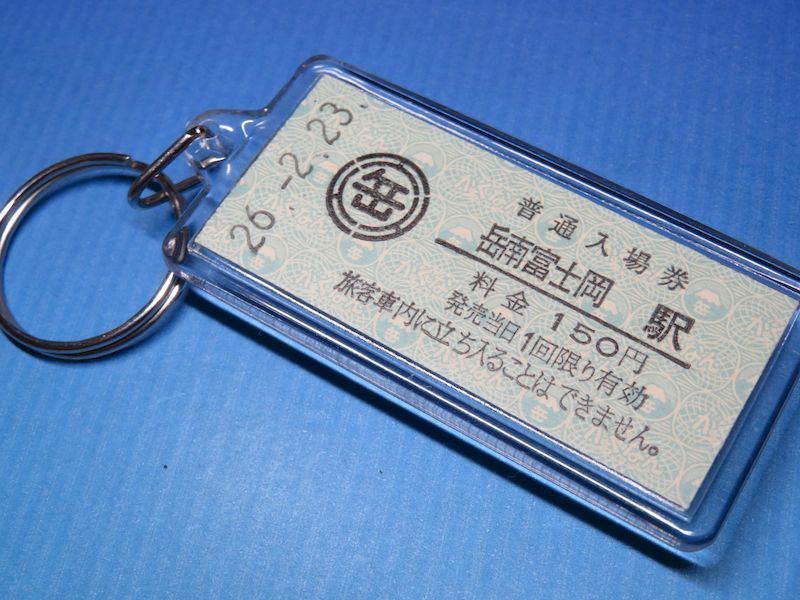 26.-2.23.
岳
普通入場券
岳南富士岡 駅
料金 150円
発売当日1回限り有効
旅客車内に立ち入ることはできません。